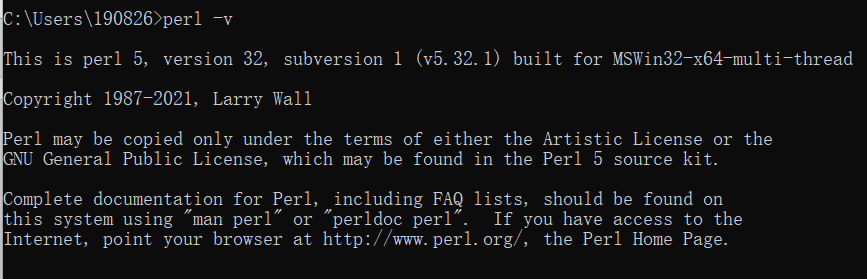 C:\Users\190826>perl -v
This is perl 5, version 32, subversion 1 (v5.32.1) built for MSWin32-x64-multi-thread
Copyright 1987-2021, Larry Wall
Perl may be copied only under the terms of either the Artistic License or the
GNU General Public License, which may be found in the Perl 5 source kit.
Complete documentation for Perl, including FAQ lists, should be found on
this system using "man perl" or "perldoc perl".  If you have access to the
Internet, point your browser at http://www.perl.org/, the Perl Home Page.